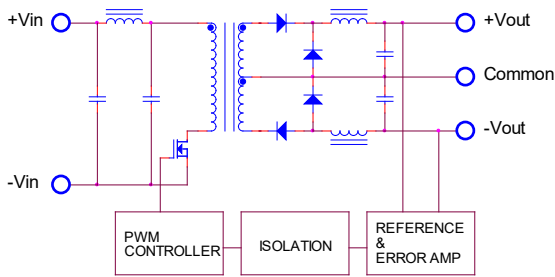 +Vin
+Vout
Common
-Vout
-Vin
PWM
CONTROLLER
ISOLATION
REFERENCE
&
ERROR AMP